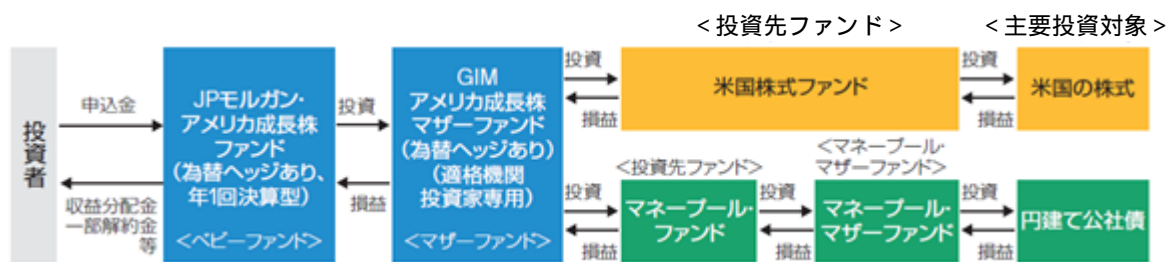 <投資先ファンド>
<主要投資対象>
投資者
申込金
収益分配金
一部解約金
等
JPモルガン・
アメリカ成長株
ファンド
(為替ヘッジあり、
年1回決算型)
<ベビーファンド>
投資
損益
GIM
アメリカ成長株
マザーファンド
(為替ヘッジあり)
(適格機関
投資家専用)
<マザーファンド>
投資
損益
米国株式ファンド
投資
損益
米国の株式
投資
損益
<投資先ファンド>
マネープール・
ファンド
投資
損益
<マネープール・
マザーファンド>
マネープール・
マザーファンド
投資
損益
円建て公社債